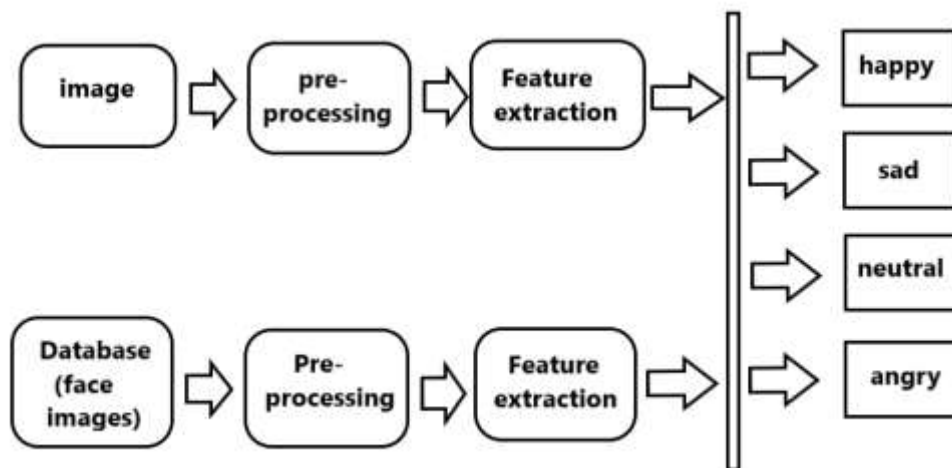 image
pre-
processing
Feature
extraction
happy
sad
neutral
Database
(face
images)
Pre-
processing
Feature
extraction
angry